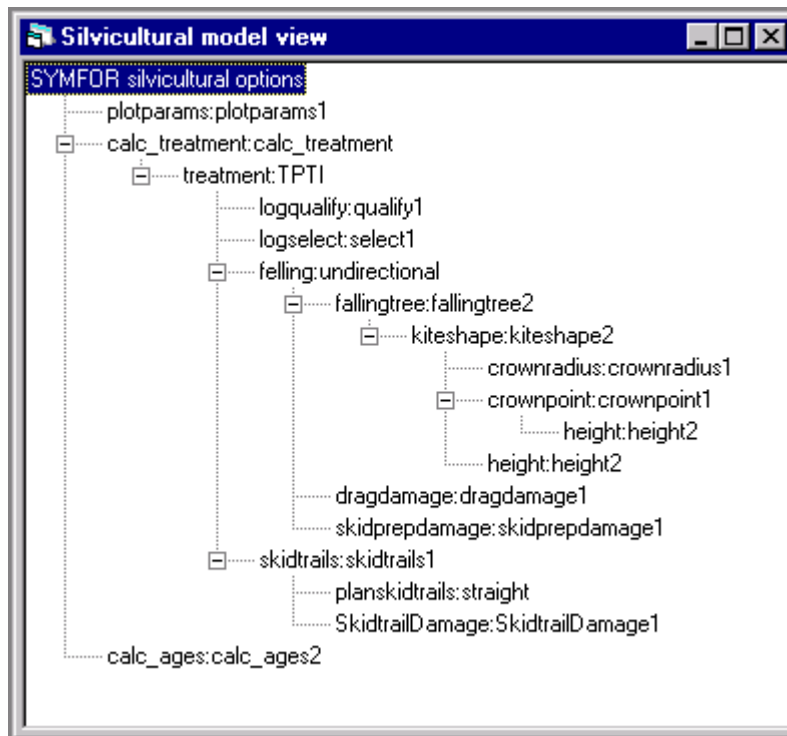 Silvicultural model view
SYMFOR silvicultural options
plotparams:plotparams1
calc_treatment:calc_treatment
treatment:TPTI
logqualify:qualify1
logselect:select1
felling:undirectional
fallingtree:fallingtree2
kiteshape:kiteshape2
crownradius:crownradius1
crownpoint:crownpoint1
height:height2
height:height2
dragdamage:dragdamage1
skidprepdamage:skidprepdamage1
skidtrails:skidtrails1
planskidtrails:straight
SkidtrailDamage:SkidtrailDamage1
calc_ages:calc_ages2